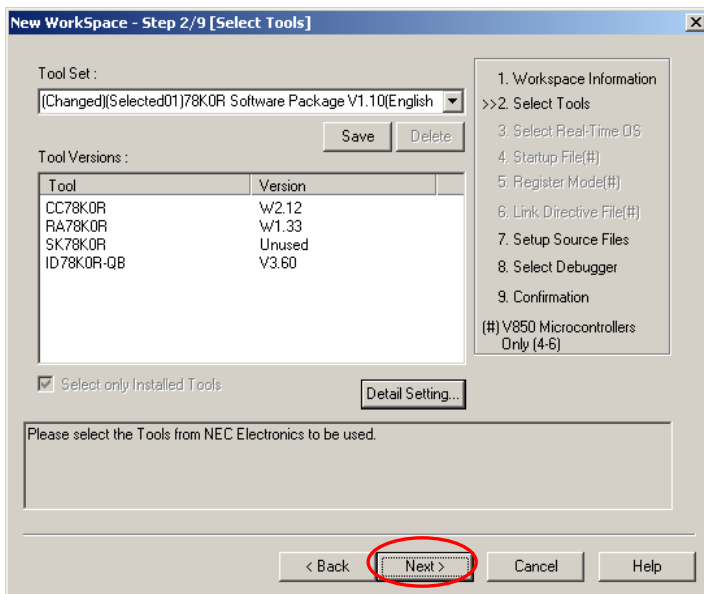 New WorkSpace - Step 2/9 [Select Tools]
Tool Set :
(Changed)(Selected01)78K0R Software Package V1.10(English
Save Delete
Tool Versions :
Tool Version
CC78K0R W2.12
RA78K0R W1.33
SK78K0R Unused
ID78K0R-QB V3.60
Select only Installed Tools
Detail Setting...
1. Workspace Information
>>2. Select Tools
3. Select Real-Time OS
4. Startup File(#)
5. Register Mode(#)
6. Link Directive File(#)
7. Setup Source Files
8. Select Debugger
9. Confirmation
(#) V850 Microcontrollers
Only (4-6)
Please select the Tools from NEC Electronics to be used.
< Back Next > Cancel Help